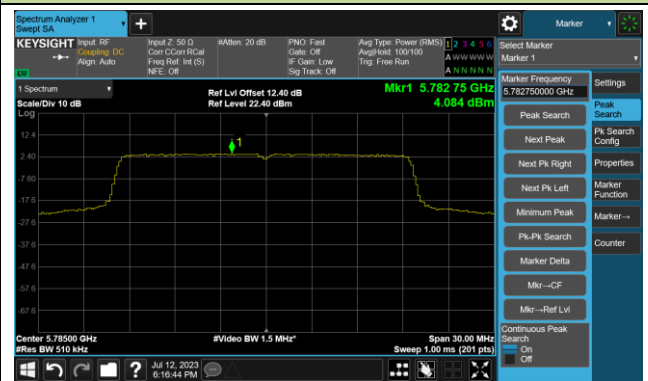 Spectrum Analyzer 1
Swept SA
Marker
KEYSIGHT
Input: RF
Coupling: DC
Align: Auto
Input Z: 50 Ω
Corr CCorr RCal
Freq Ref: Int (S)
NFE: Off
#Atten: 20 dB
PNO: Fast
Gate: Off
IF Gain: Low
Sig Track: Off
Avg Type: Power (RMS)
Avg|Hold: 100/100
Trig: Free Run
1 2 3 4 5 6
A W W W W W
A N N N N N
Select Marker
Marker 1
1 Spectrum
Scale/Div 10 dB
Log
Ref Lvl Offset 12.40 dB
Ref Level 22.40 dBm
Mkr1 5.782 75 GHz
4.084 dBm
12.4
2.40
-7.60
-17.6
-27.6
-37.6
-47.6
-57.6
-67.6
1
Center 5.78500 GHz
#Res BW 510 kHz
#Video BW 1.5 MHz*
Span 30.00 MHz
Sweep 1.00 ms (201 pts)
Marker Frequency
5.782750000 GHz
Peak Search
Next Peak
Next Pk Right
Next Pk Left
Minimum Peak
Pk-Pk Search
Marker Delta
Mkr→CF
Mkr→Ref Lvl
Continuous Peak
Search
On
Off
Settings
Peak
Search
Pk Search
Config
Properties
Marker
Function
Marker→
Counter
Jul 12, 2023
6:16:44 PM